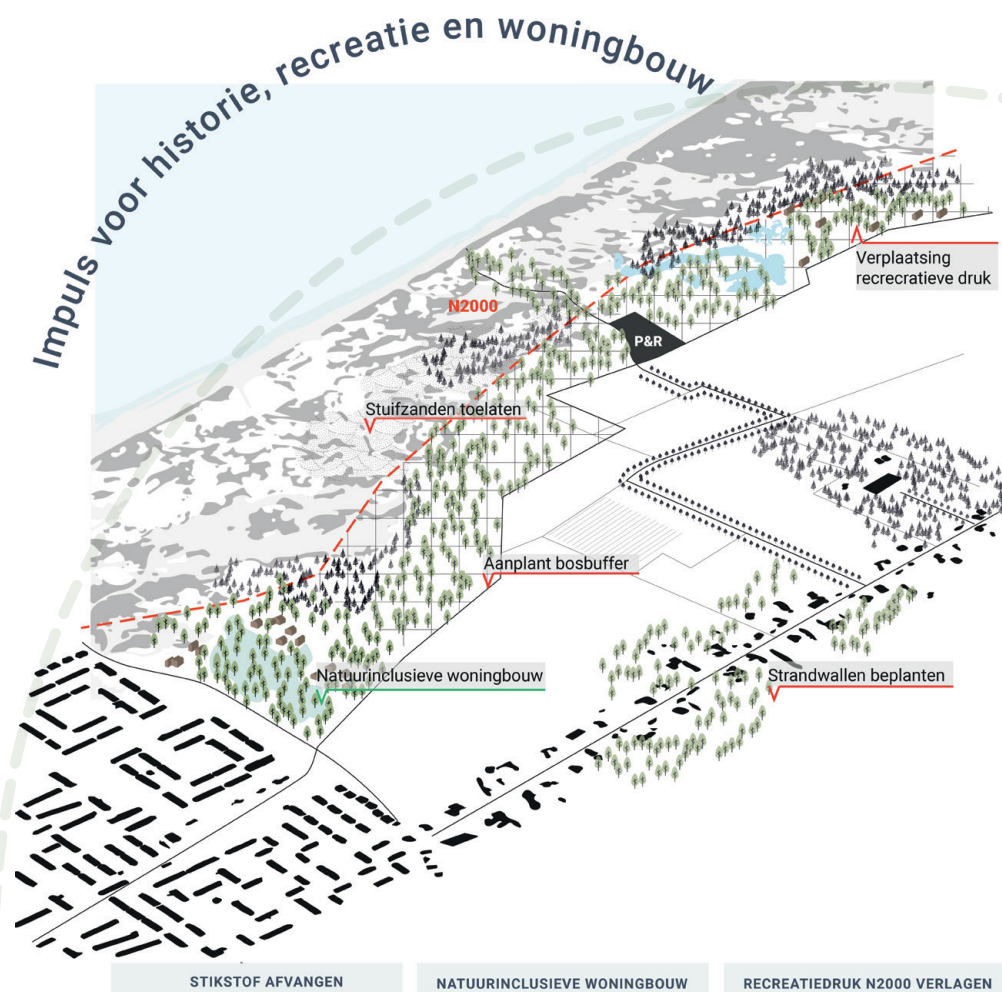 Impuls voor historie, recreatie en woningbouw
Verplaatsing
recrecratieve druk
N2000
P&R
Stuifzanden toelaten
Aanplant bosbuffer
Natuurinclusieve woningbouw
Strandwallen beplanten
STIKSTOF AFVANGEN
NATUURINCLUSIEVE WONINGBOUW
RECREATIEDRUK N2000 VERLAGEN